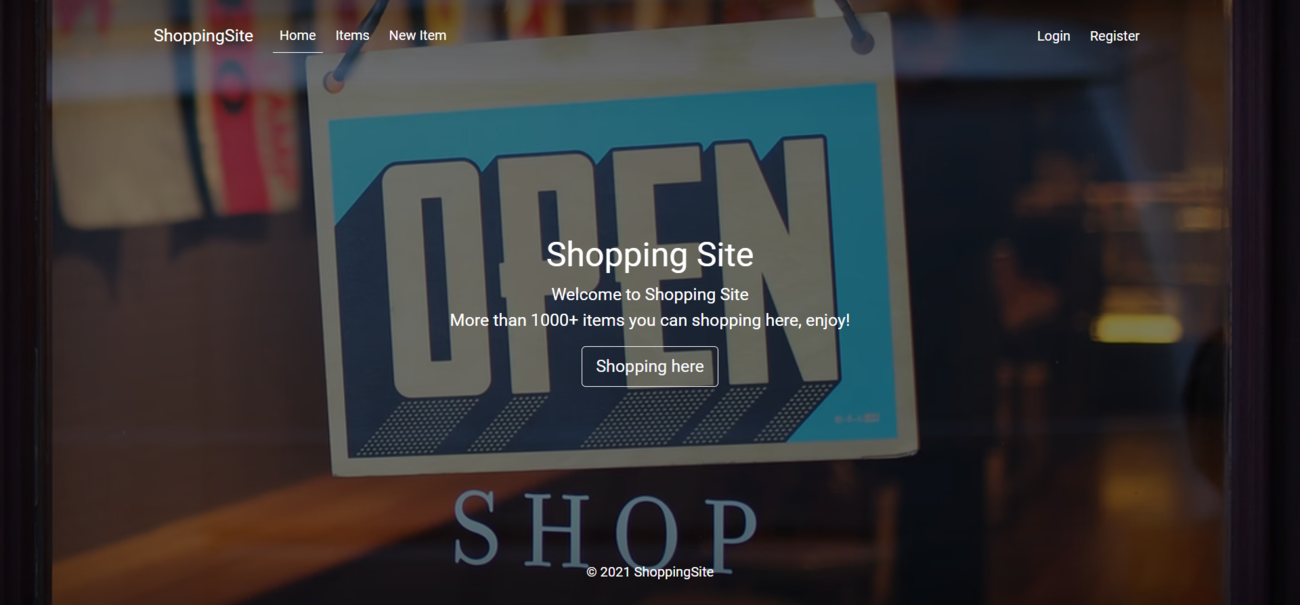 ShoppingSite Home Items New Item Login Register
OPEN
Shopping Site
Welcome to Shopping Site
More than 1000+ items you can shopping here, enjoy!
Shopping here
SHOP
© 2021 ShoppingSite